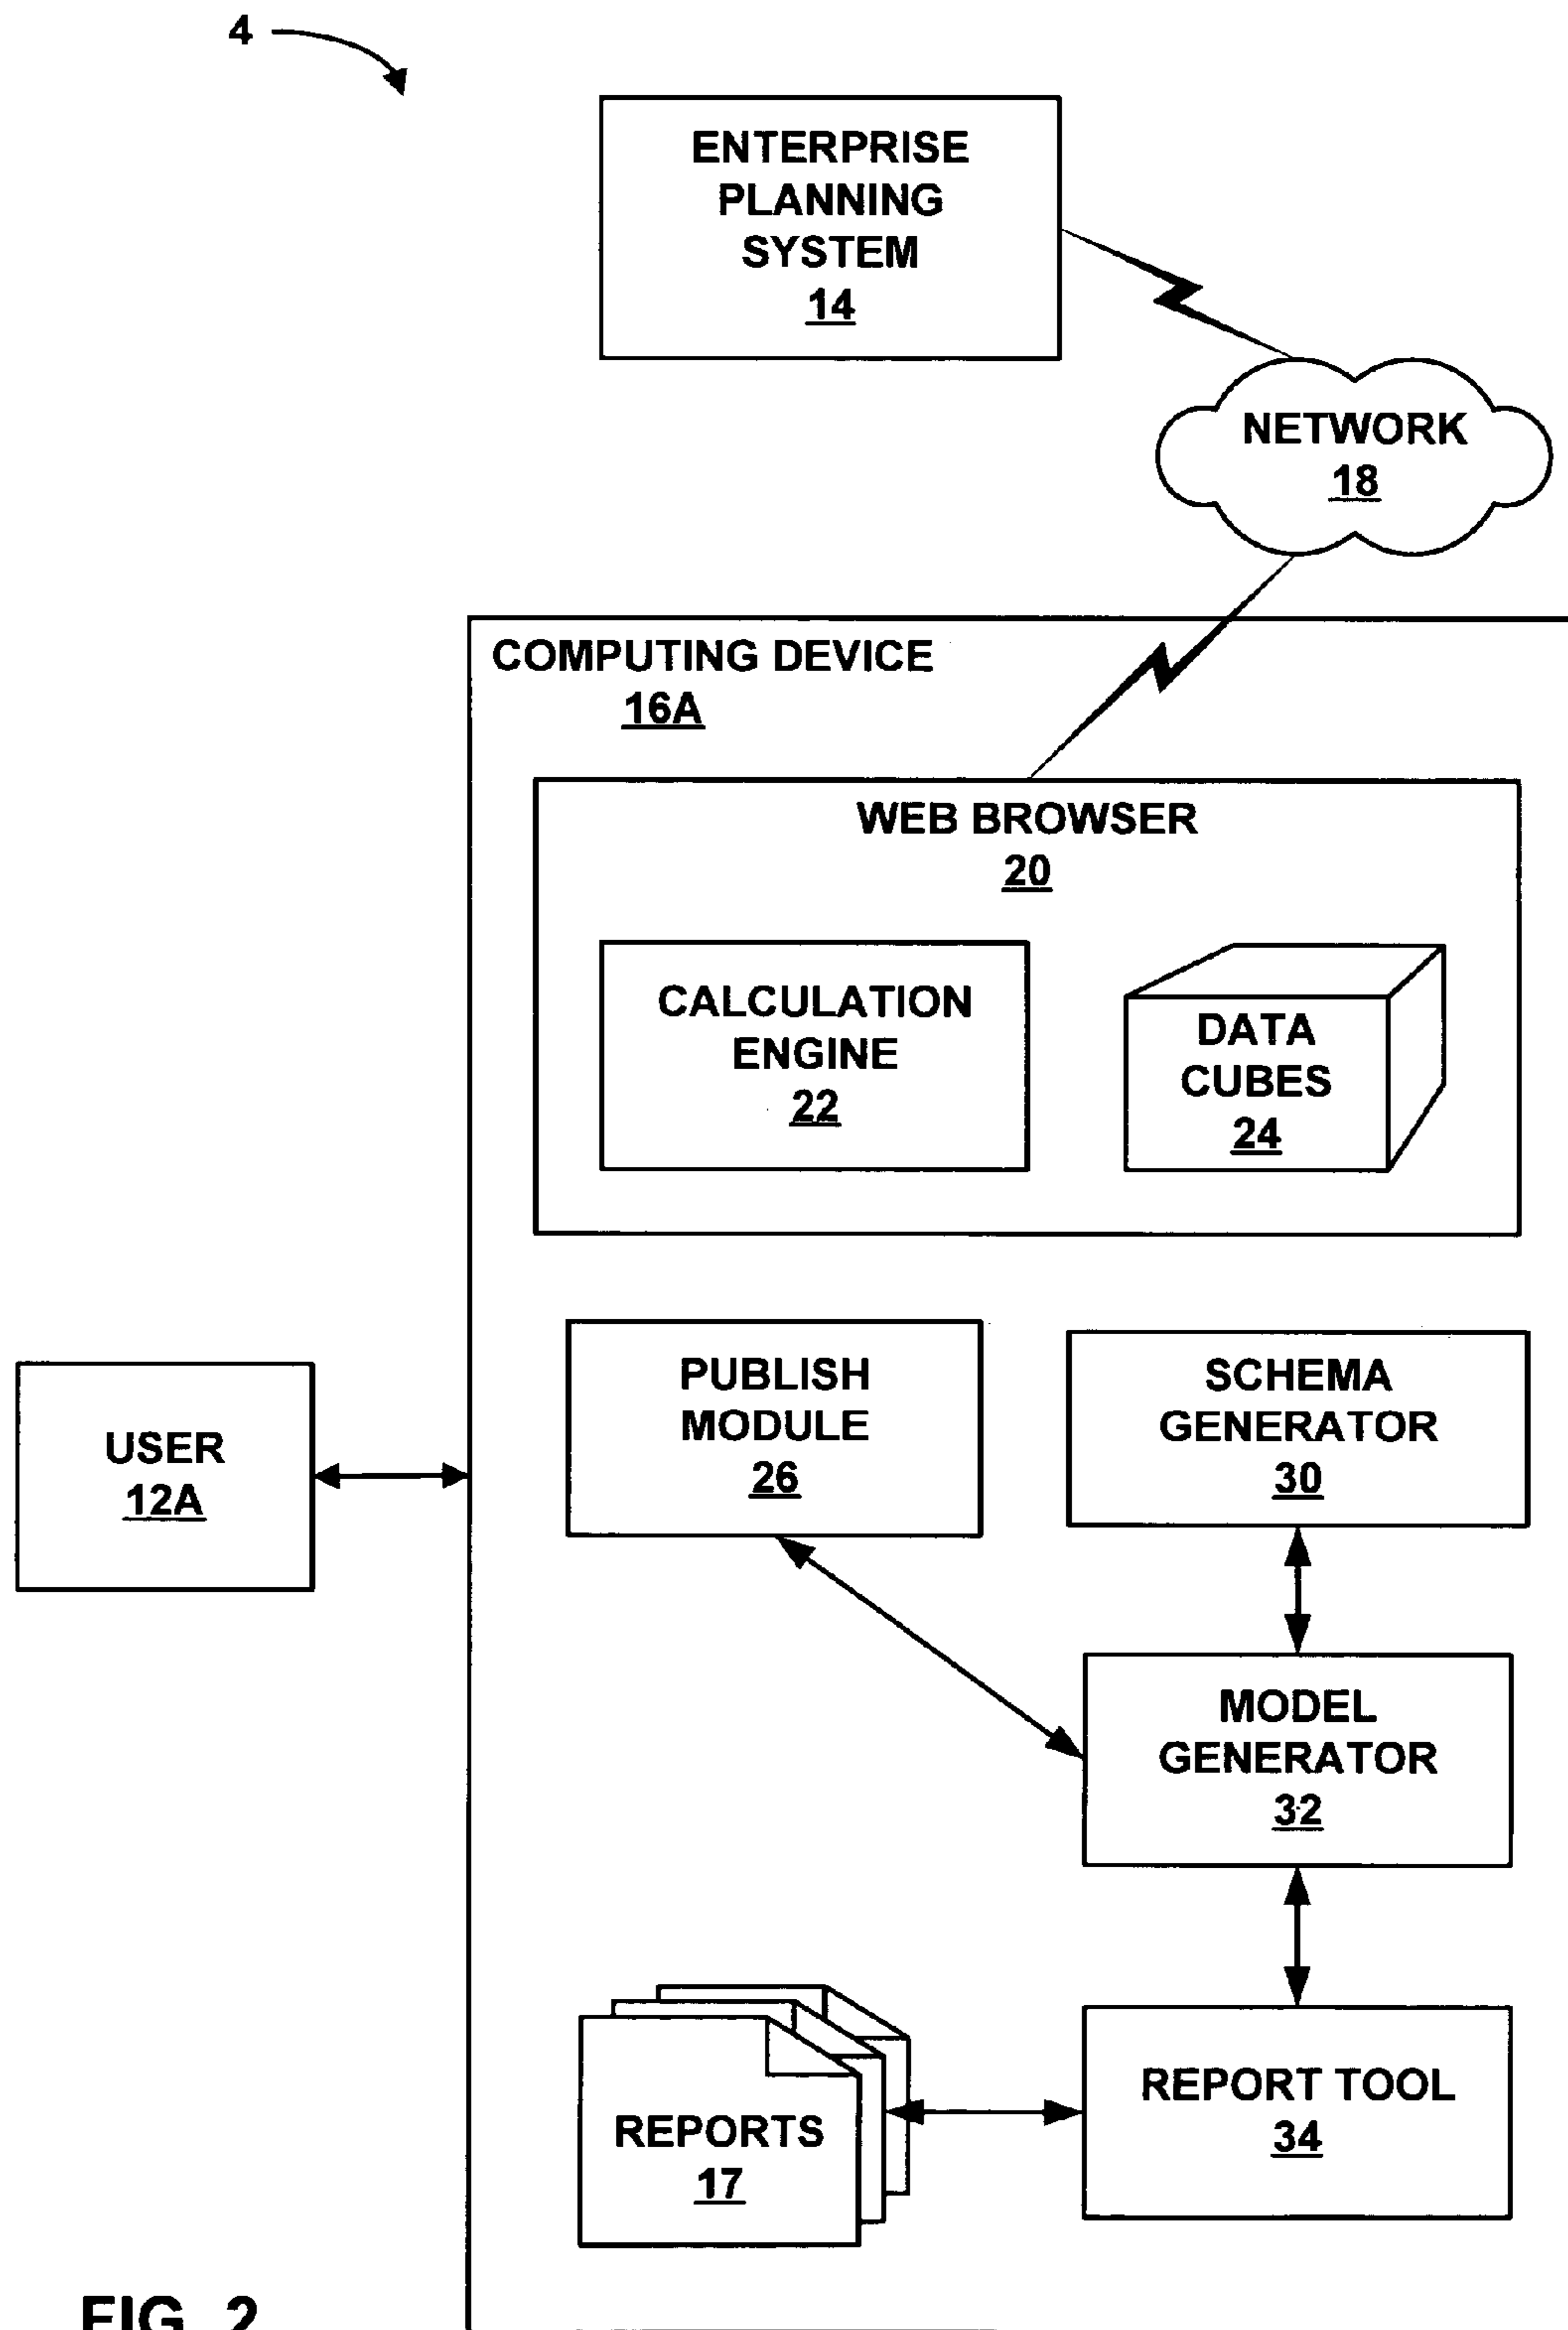 4
ENTERPRISE
PLANNING
SYSTEM
14
NETWORK
18
COMPUTING DEVICE
16A
WEB BROWSER
20
CALCULATION
ENGINE
22
DATA
CUBES
24
PUBLISH
MODULE
26
SCHEMA
GENERATOR
30
USER
12A
MODEL
GENERATOR
32
REPORT TOOL
34
REPORTS
17
FIG. 2